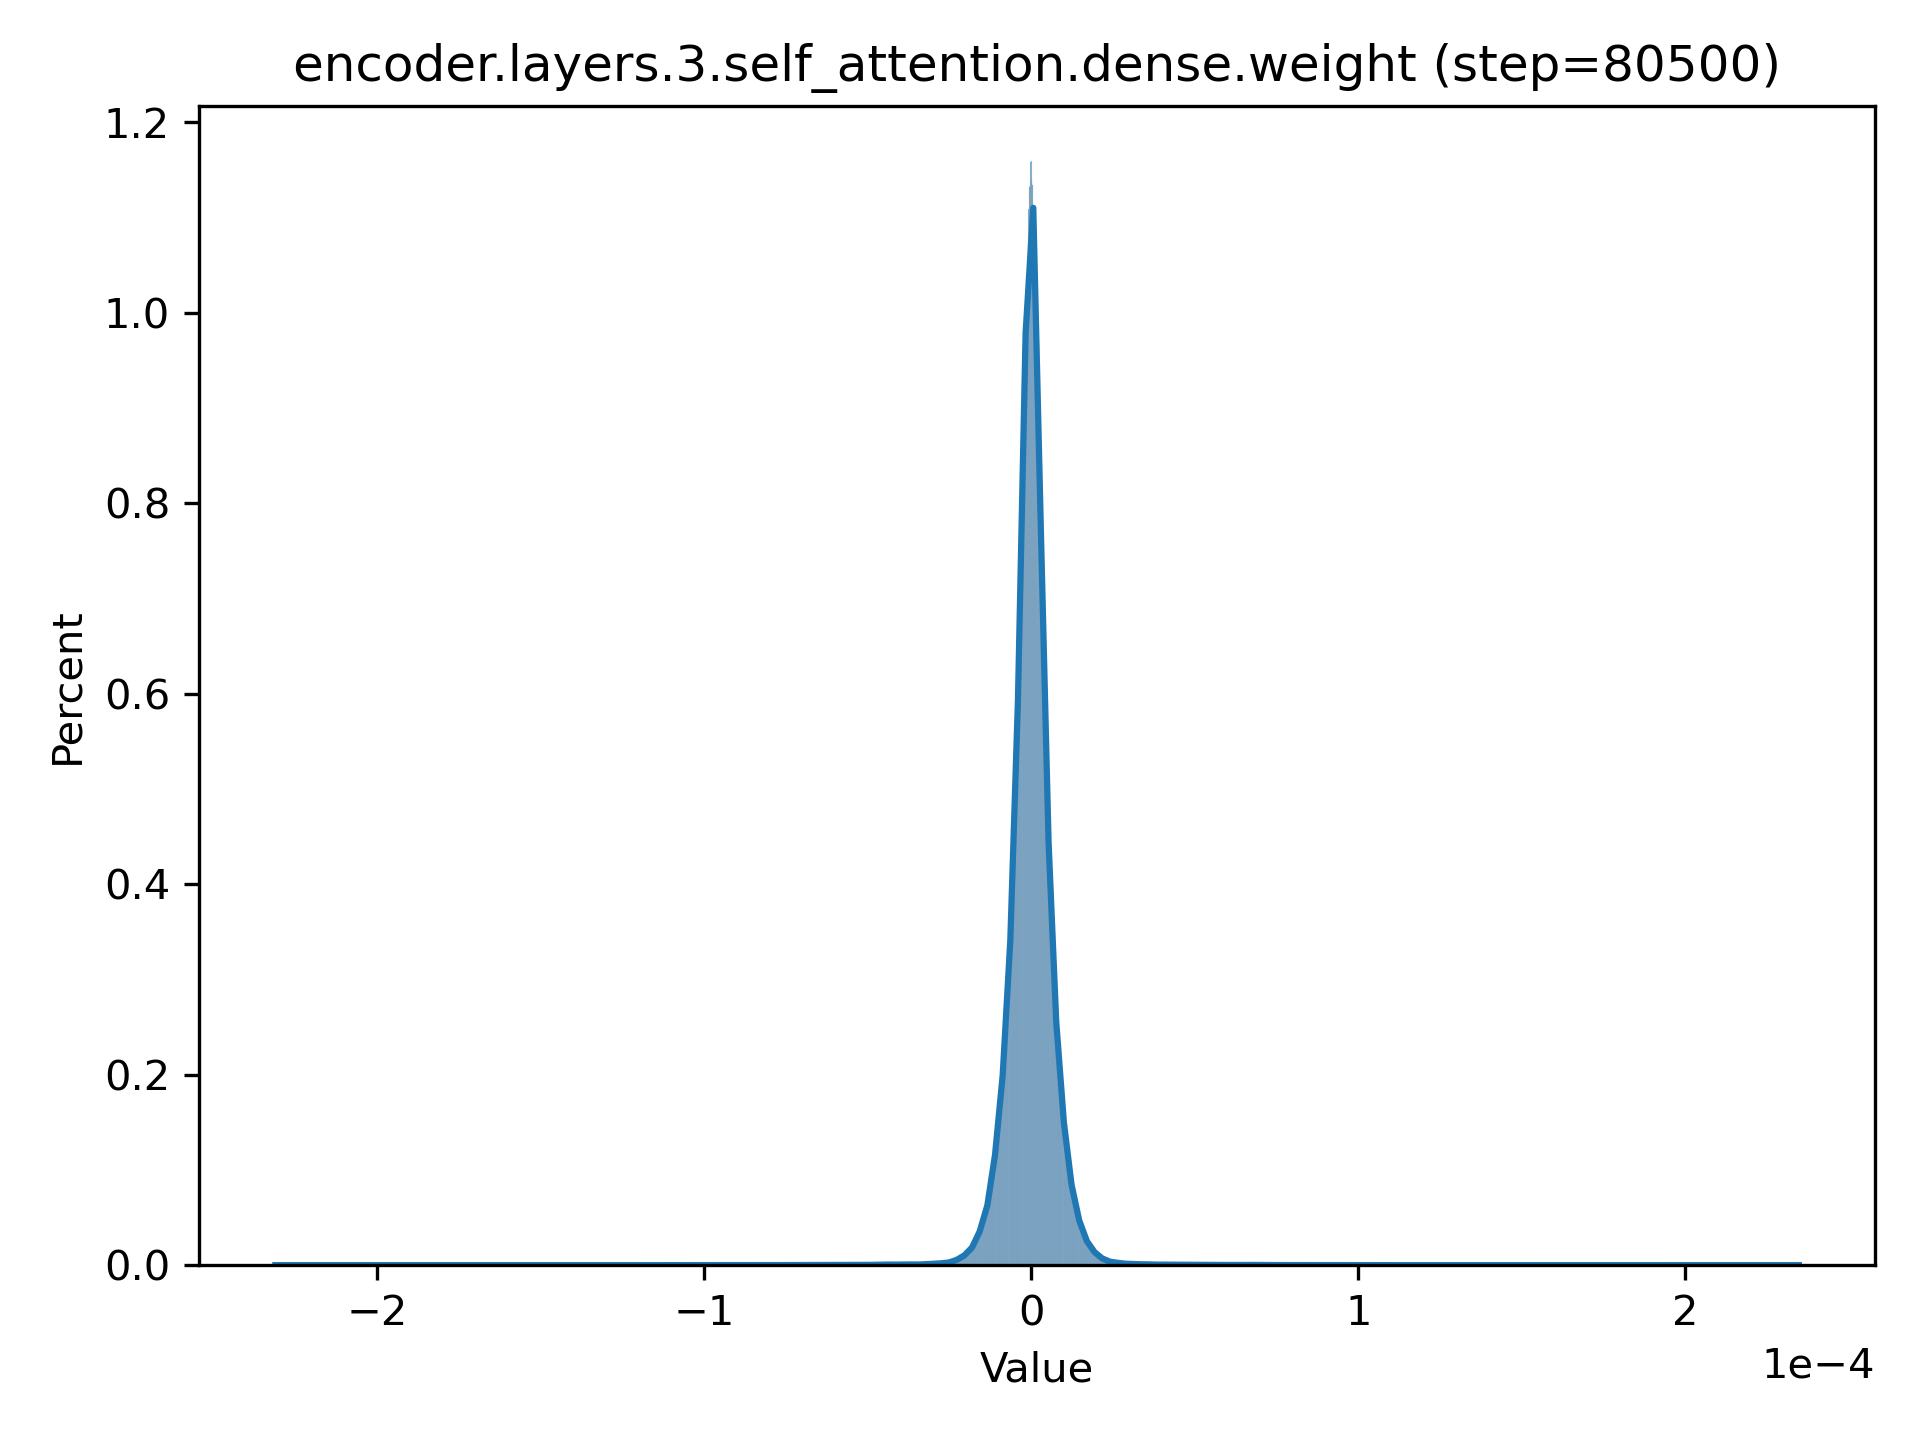 encoder.layers.3.self_attention.dense.weight (step=80500)
1.2
1.0
0.8
0.6
0.4
0.2
0.0
Percent
−2 −1 0 1 2
1e−4
Value